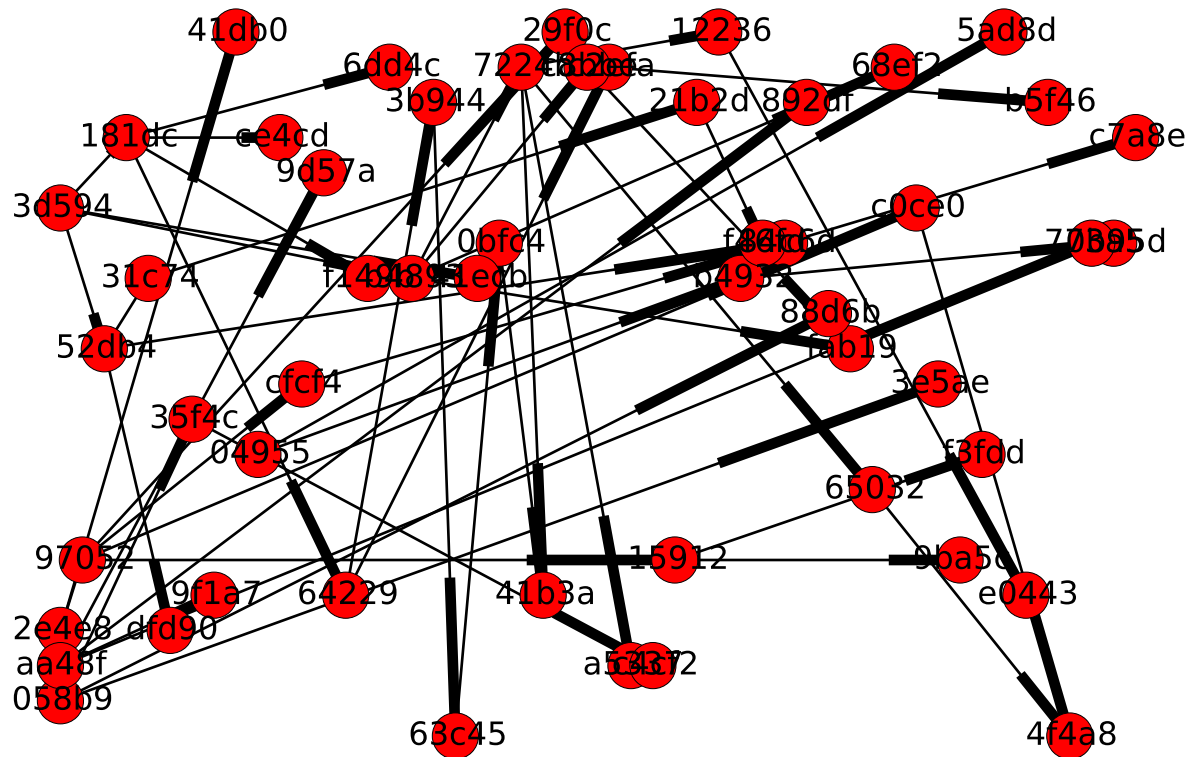 41db0
29f0c
12236
5ad8d
6dd4c
68ef2
3b944
21b2d
892df
b5f46
181dc
ce4cd
c7a8e
9d57a
3d594
c0ce0
0bfc4
31c74
b4932
52db4
88d6b
fab19
cfcf4
3e5ae
35f4c
04955
f3fdd
65032
97052
15912
9ba5c
9f1a7
64229
41b3a
e0443
2e4e8
dfd90
aa48f
058b9
63c45
4f4a8